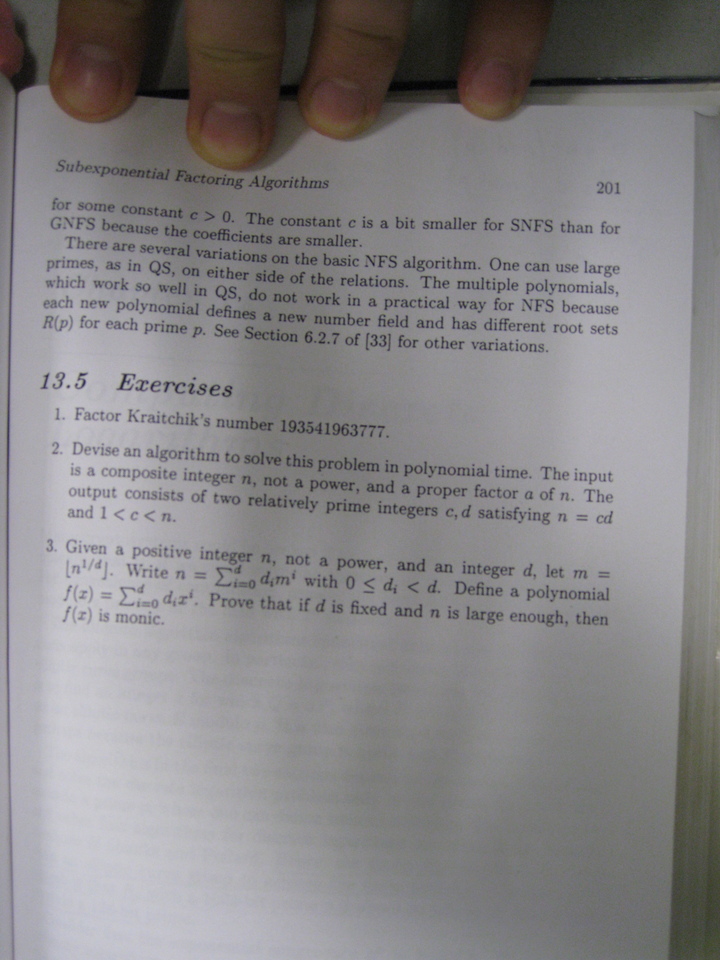 Subexponential Factoring Algorithms 201
for some constant c > 0. The constant c is a bit smaller for SNFS than for
GNFS because the coefficients are smaller.
There are several variations on the basic NFS algorithm. One can use large
primes, as in QS, on either side of the relations. The multiple polynomials,
which work so well in QS, do not work in a practical way for NFS because
each new polynomial defines a new number field and has different root sets
R(p) for each prime p. See Section 6.2.7 of [33] for other variations.
13.5 Exercises
1. Factor Kraitchik's number 193541963777.
2. Devise an algorithm to solve this problem in polynomial time. The input
is a composite integer n, not a power, and a proper factor a of n. The
output consists of two relatively prime integers c, d satisfying n = cd
and 1 < c < n.
3. Given a positive integer n, not a power, and an integer d, let m =
⌊n^{1/d}⌋. Write n = ∑_{i=0}^{d} d_i m^i with 0 ≤ d_i < d. Define a polynomial
f(x) = ∑_{i=0}^{d} d_i x^i. Prove that if d is fixed and n is large enough, then
f(x) is monic.